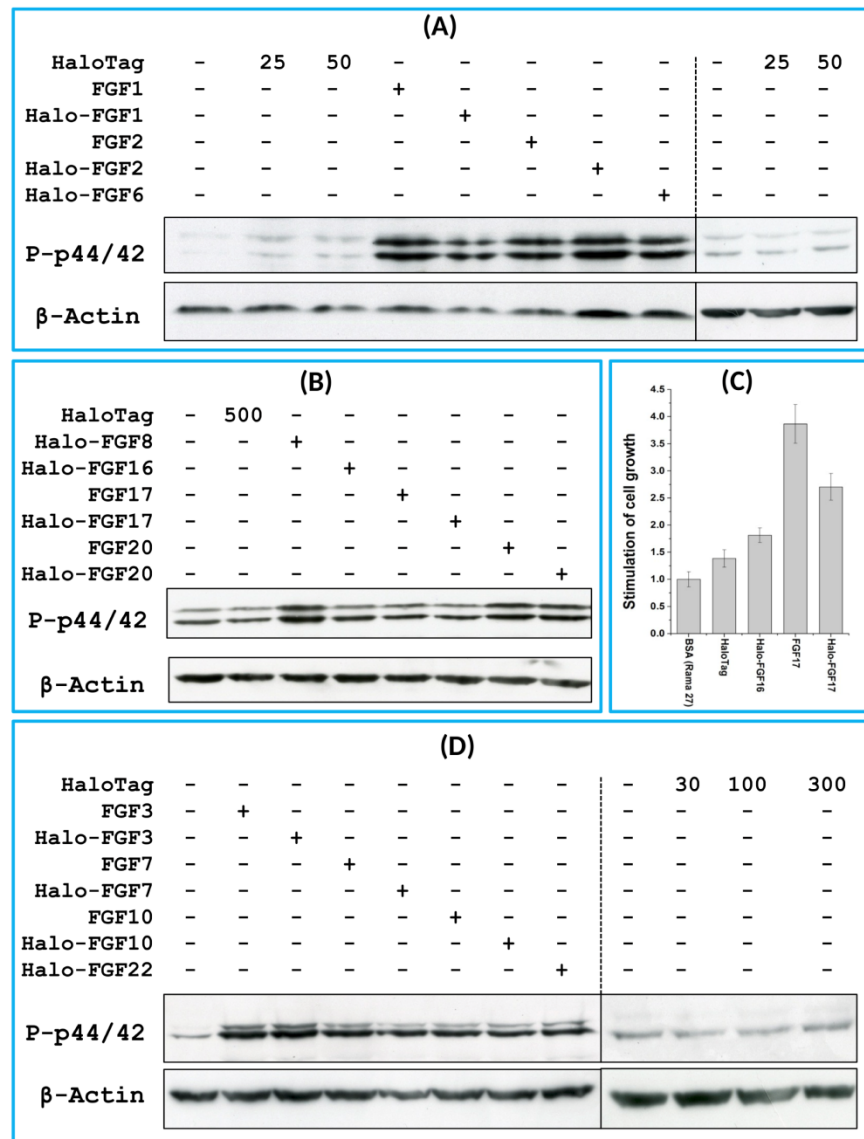 (A)
HaloTag – 25 50 – – – – – – 25 50
FGF1 – – – + – – – – – – –
Halo-FGF1 – – – – + – – – – – –
FGF2 – – – – – + – – – – –
Halo-FGF2 – – – – – – + – – – –
Halo-FGF6 – – – – – – – + – – –
P-p44/42
β-Actin
(B)
HaloTag – 500 – – – – – –
Halo-FGF8 – – + – – – – –
Halo-FGF16 – – – + – – – –
FGF17 – – – – + – – –
Halo-FGF17 – – – – – + – –
FGF20 – – – – – – + –
Halo-FGF20 – – – – – – – +
P-p44/42
β-Actin
(C)
Stimulation of cell growth
4.5
4.0
3.5
3.0
2.5
2.0
1.5
1.0
0.5
0.0
BSA (Rama 27)
HaloTag
Halo-FGF16
FGF17
Halo-FGF17
(D)
HaloTag – – – – – – – – – 30 100 300
FGF3 – + – – – – – – – – – –
Halo-FGF3 – – + – – – – – – – – –
FGF7 – – – + – – – – – – – –
Halo-FGF7 – – – – + – – – – – – –
FGF10 – – – – – + – – – – – –
Halo-FGF10 – – – – – – + – – – – –
Halo-FGF22 – – – – – – – + – – – –
P-p44/42
β-Actin